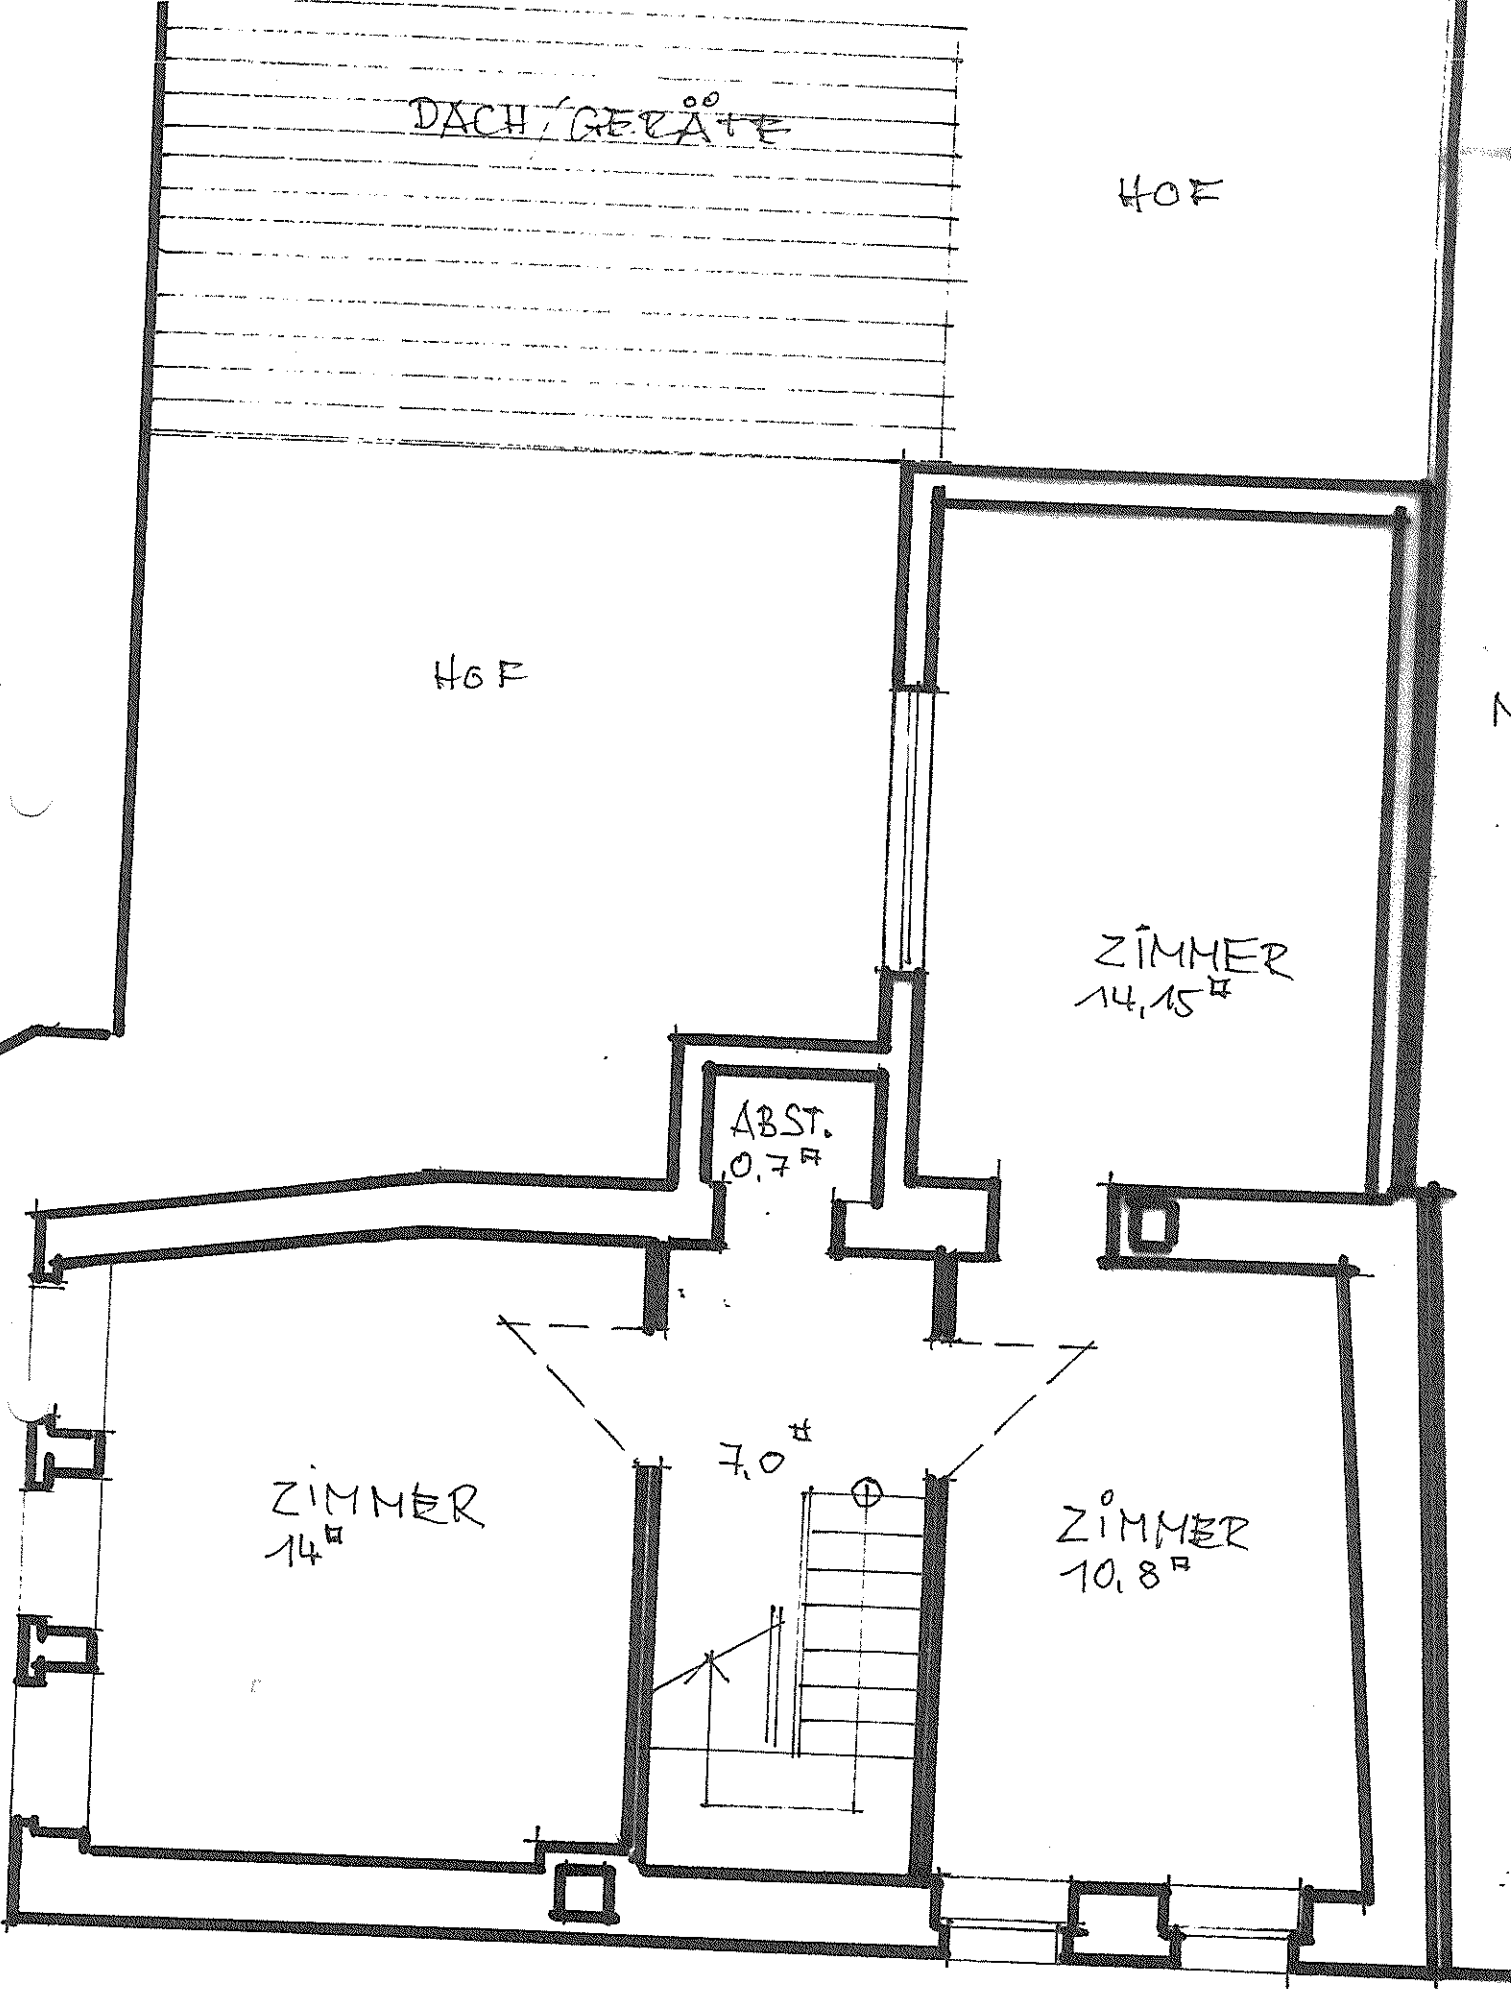 DACH/GERÄTE
HOF
HOF
ZIMMER
14,15 ¤
ABST.
0,7 ¤
7,0 ¤
ZIMMER
14 ¤
ZIMMER
10,8 ¤